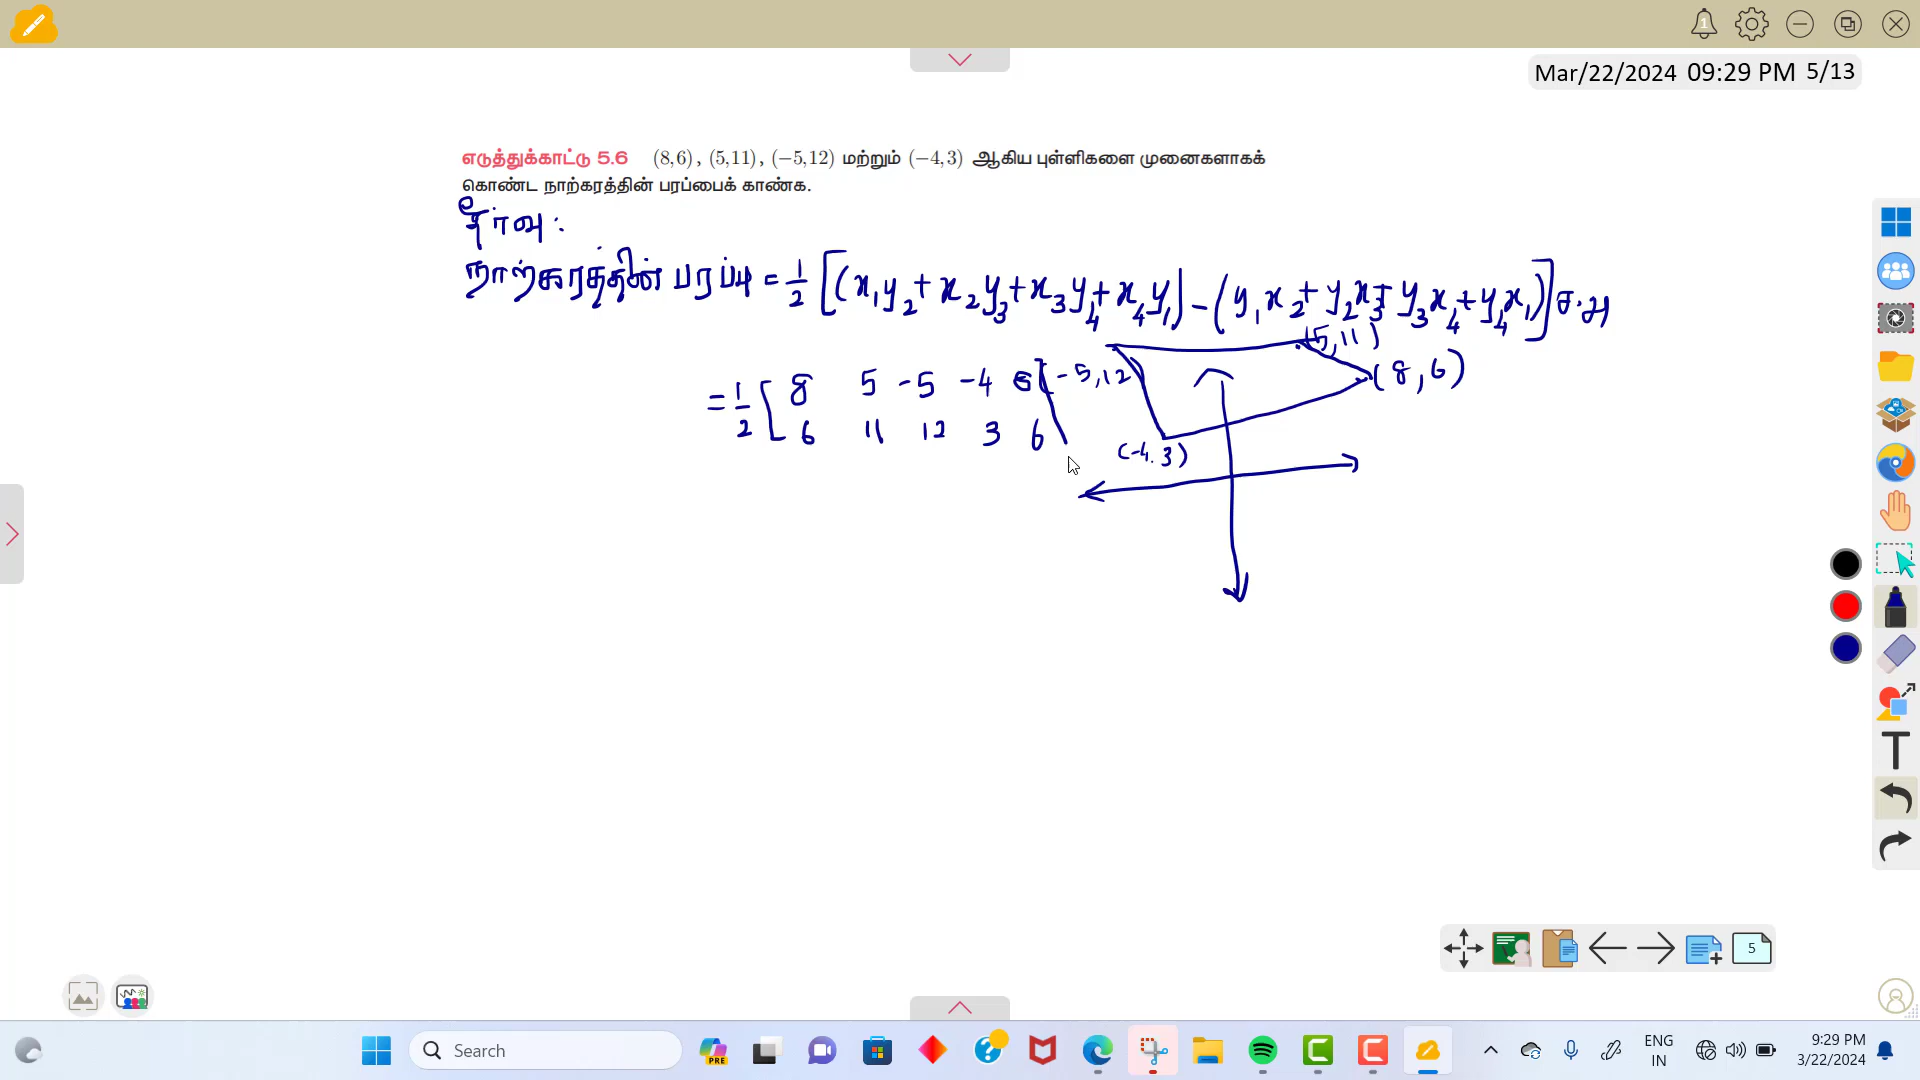 Mar/22/2024 09:29 PM 5/13
எடுத்துக்காட்டு 5.6 (8,6), (5,11), (−5,12) மற்றும் (−4,3) ஆகிய புள்ளிகளை முனைகளாகக்
கொண்ட நாற்கரத்தின் பரப்பைக் காண்க.
தீர்வு :
நாற்கரத்தின் பரப்பு = 1/2 [(x₁y₂ + x₂y₃ + x₃y₄ + x₄y₁) − (y₁x₂ + y₂x₃ + y₃x₄ + y₄x₁)] ச.அ
(5,11)
(8,6)
(-5,12
= 1/2 [ 8 5 -5 -4
6 11 12 3 6
(-4.3)
5
Search
PRE
ENG
IN
9:29 PM
3/22/2024